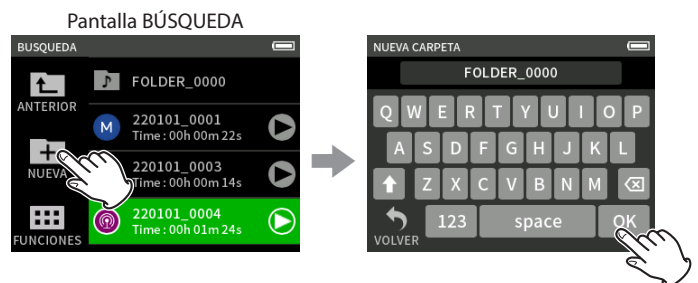 Pantalla BÚSQUEDA
BUSQUEDA
ANTERIOR
NUEVA
FUNCIONES
FOLDER_0000
M
220101_0001
Time : 00h 00m 22s
220101_0003
Time : 00h 00m 14s
220101_0004
Time : 00h 01m 24s
NUEVA CARPETA
FOLDER_0000
Q W E R T Y U I O P
A S D F G H J K L
Z X C V B N M
VOLVER
123 space OK